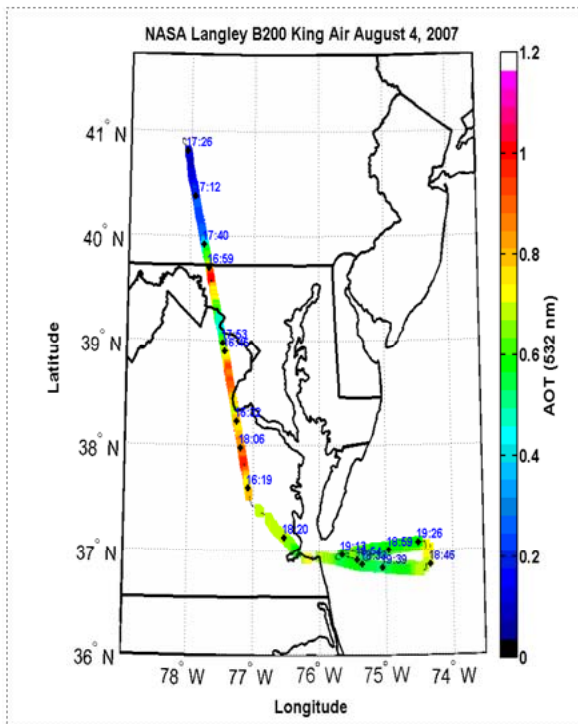 NASA Langley B200 King Air August 4, 2007
1.2
1
0.8
0.6
0.4
0.2
0
AOT (532 nm)
41° N
40° N
39° N
38° N
37° N
36° N
Latitude
17:26
17:12
17:40
16:59
18:06
16:19
18:20
19:13
18:59
19:26
19:39
18:46
78° W
77° W
76° W
75° W
74° W
Longitude